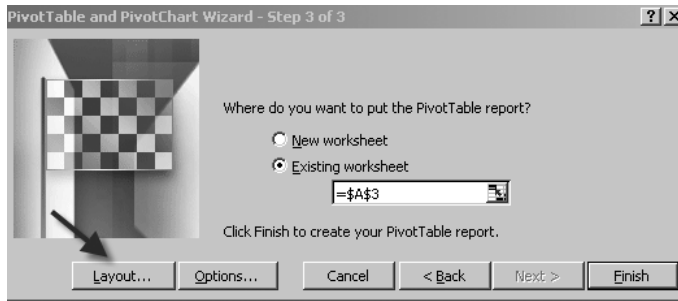 PivotTable and PivotChart Wizard - Step 3 of 3 ? X
Where do you want to put the PivotTable report?
New worksheet
Existing worksheet
=$A$3
Click Finish to create your PivotTable report.
Layout... Options... Cancel < Back Next > Finish